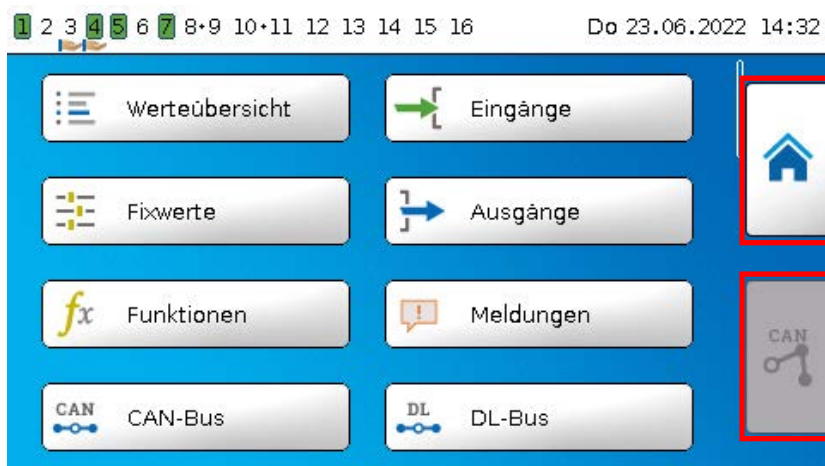 1 2 3 4 5 6 7 8+9 10+11 12 13 14 15 16 Do 23.06.2022 14:32
Werteübersicht Eingänge
Fixwerte Ausgänge
fx Funktionen ! Meldungen
CAN
CAN CAN-Bus DL DL-Bus